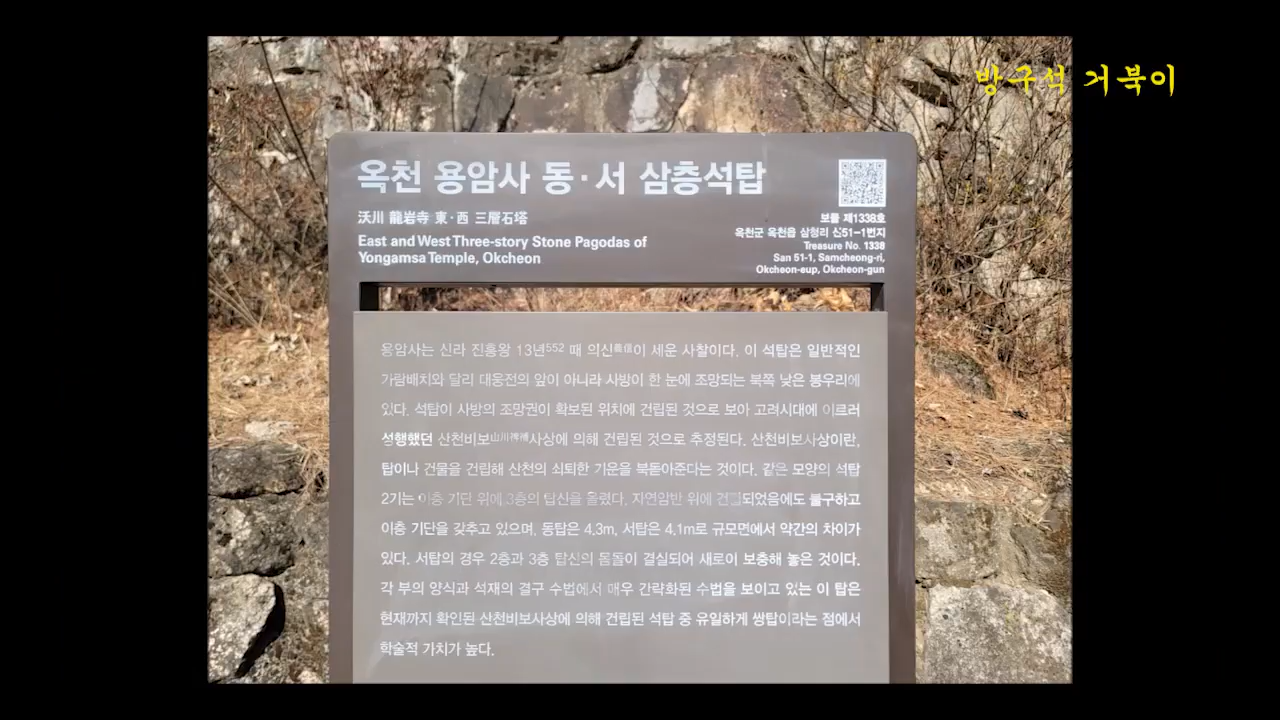 방구석 거북이
옥천 용암사 동·서 삼층석탑
沃川 龍岩寺 東·西 三層石塔
East and West Three-story Stone Pagodas of
Yongamsa Temple, Okcheon
보물 제1338호
옥천군 옥천읍 삼청리 산51-1번지
Treasure No. 1338
San 51-1, Samcheong-ri,
Okcheon-eup, Okcheon-gun
용암사는 신라 진흥왕 13년552 때 의신義信이 세운 사찰이다. 이 석탑은 일반적인
가람배치와 달리 대웅전의 앞이 아니라 사방이 한 눈에 조망되는 북쪽 낮은 봉우리에
있다. 석탑이 사방의 조망권이 확보된 위치에 건립된 것으로 보아 고려시대에 이르러
성행했던 산천비보山川裨補사상에 의해 건립된 것으로 추정된다. 산천비보사상이란,
탑이나 건물을 건립해 산천의 쇠퇴한 기운을 북돋아준다는 것이다. 같은 모양의 석탑
2기는 이층 기단 위에 3층의 탑신을 올렸다. 자연암반 위에 건립되었음에도 불구하고
이층 기단을 갖추고 있으며, 동탑은 4.3m, 서탑은 4.1m로 규모면에서 약간의 차이가
있다. 서탑의 경우 2층과 3층 탑신의 몸돌이 결실되어 새로이 보충해 놓은 것이다.
각 부의 양식과 석재의 결구 수법에서 매우 간략화된 수법을 보이고 있는 이 탑은
현재까지 확인된 산천비보사상에 의해 건립된 석탑 중 유일하게 쌍탑이라는 점에서
학술적 가치가 높다.